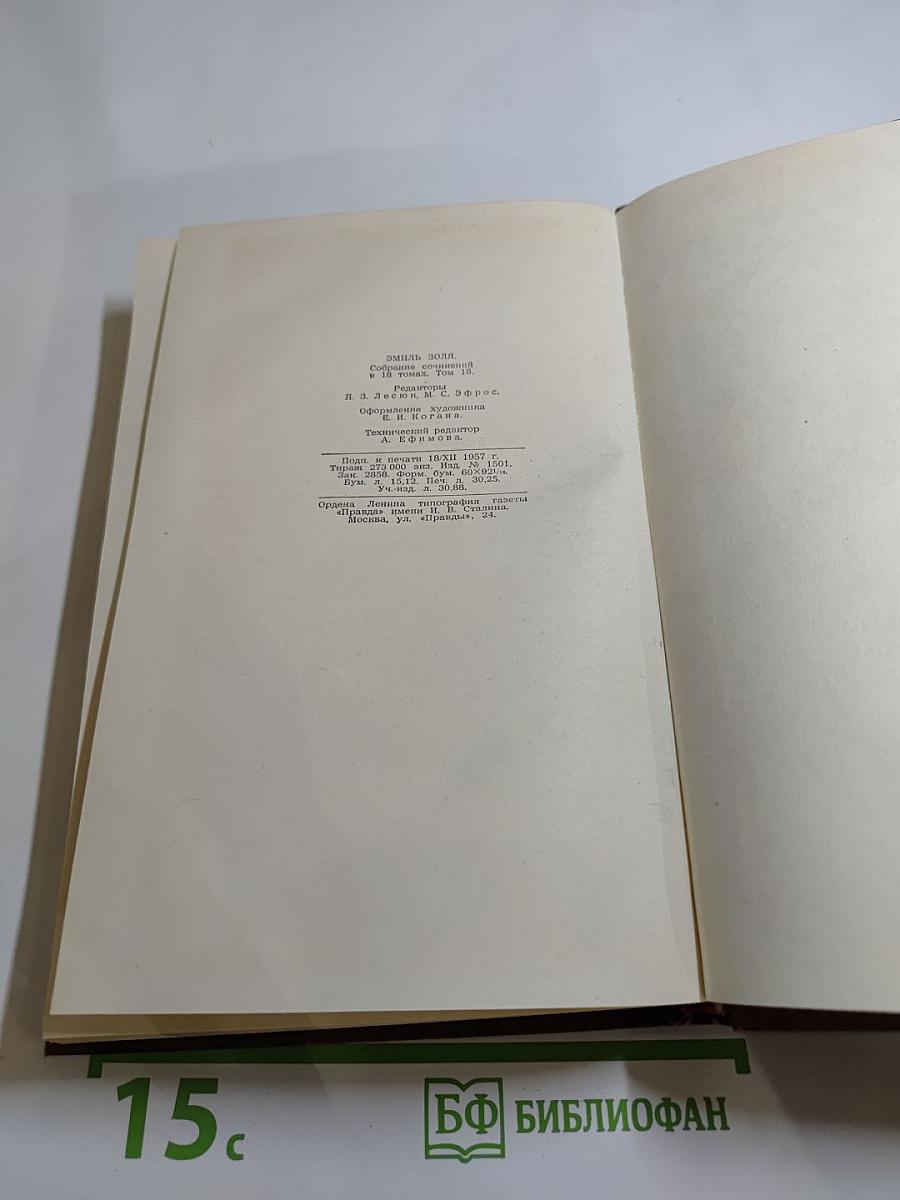 ЭМИЛЬ ЗОЛЯ.
Собрание сочинений
в 18 томах. Том 18.
Редакторы
Я. З. Лесюк, М. С. Эфрос.
Оформление художника
Е. И. Когана.
Технический редактор
А. Ефимова.
Подп. к печати 18/XII 1957 г.
Тираж 273 000 экз. Изд. № 1501.
Зак. 2858. Форм. бум. 60×92 1/16.
Бум. л. 15,12. Печ. л. 30,25.
Уч.-изд. л. 30,88.
Ордена Ленина типография газеты
«Правда» имени И. В. Сталина.
Москва, ул. «Правды», 24.
15 с
БФ БИБЛИОФАН